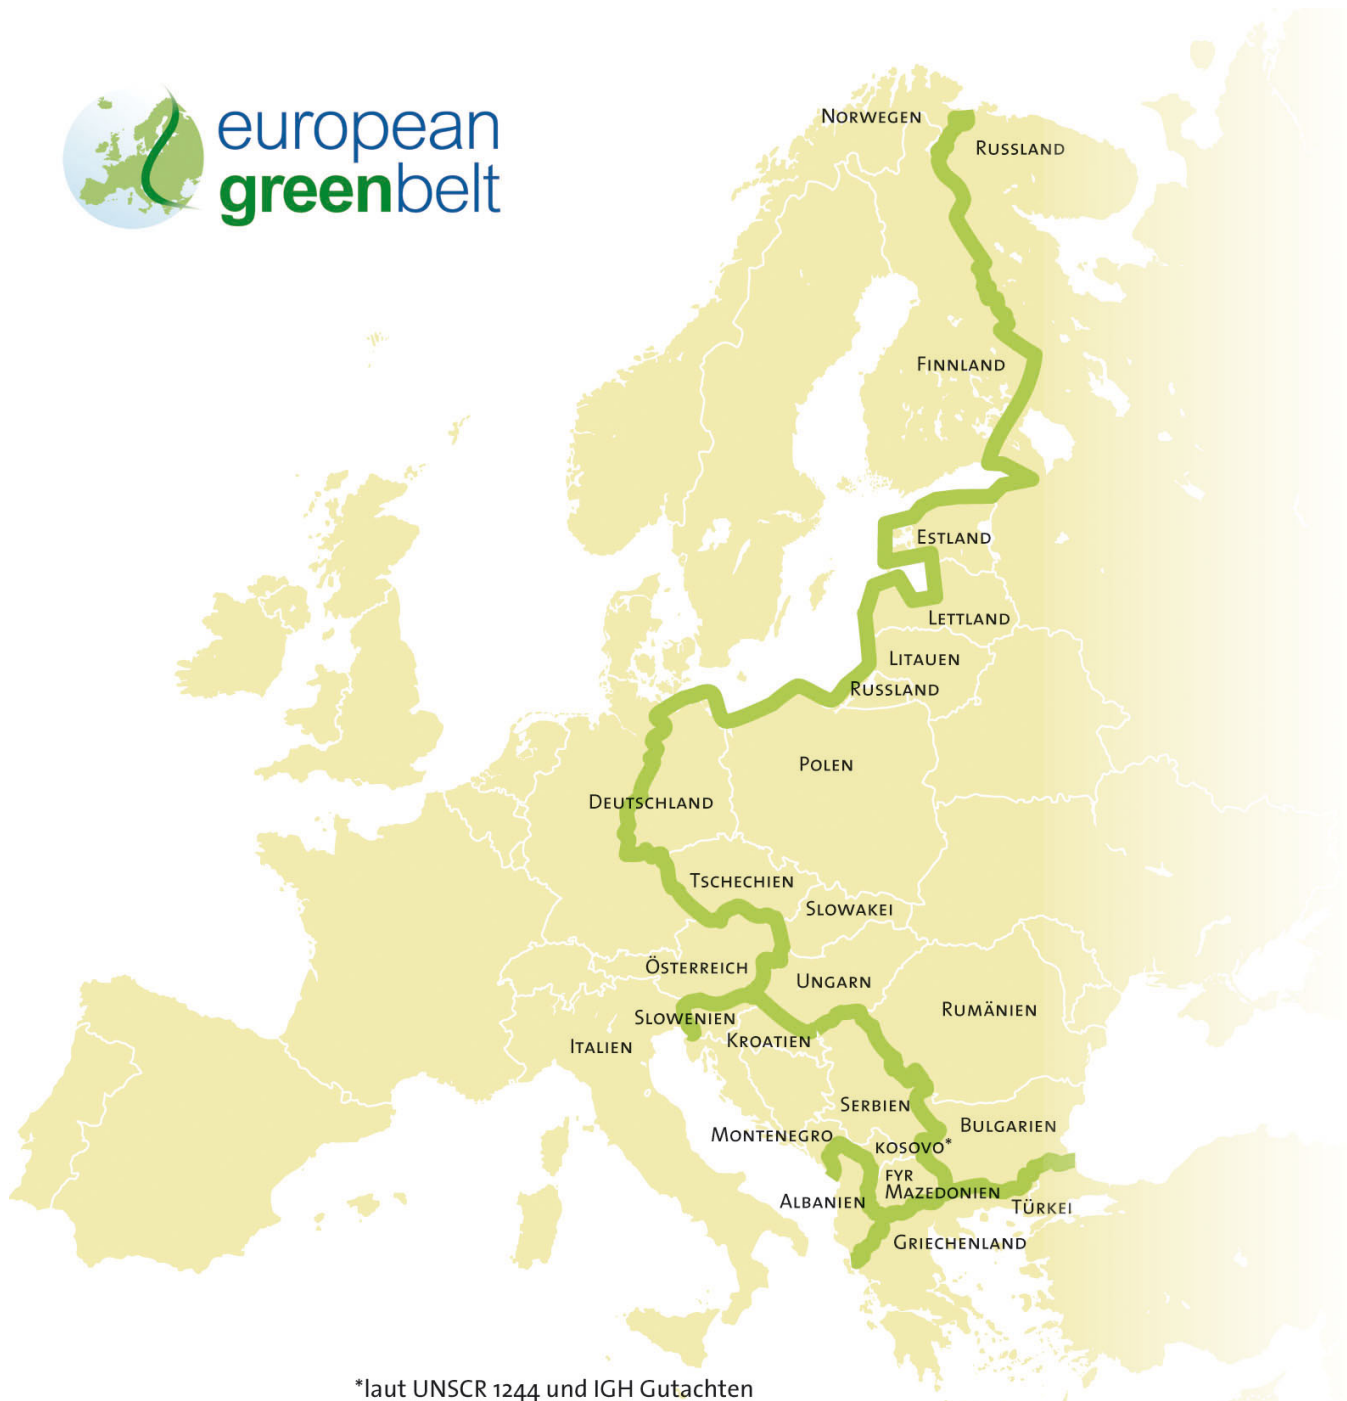 european
greenbelt
Norwegen
Russland
Finnland
Estland
Lettland
Litauen
Russland
Polen
Deutschland
Tschechien
Slowakei
Österreich
Ungarn
Rumänien
Slowenien
Kroatien
Italien
Serbien
Bulgarien
Montenegro
Kosovo*
FYR
Mazedonien
Albanien
Türkei
Griechenland
*laut UNSCR 1244 und IGH Gutachten